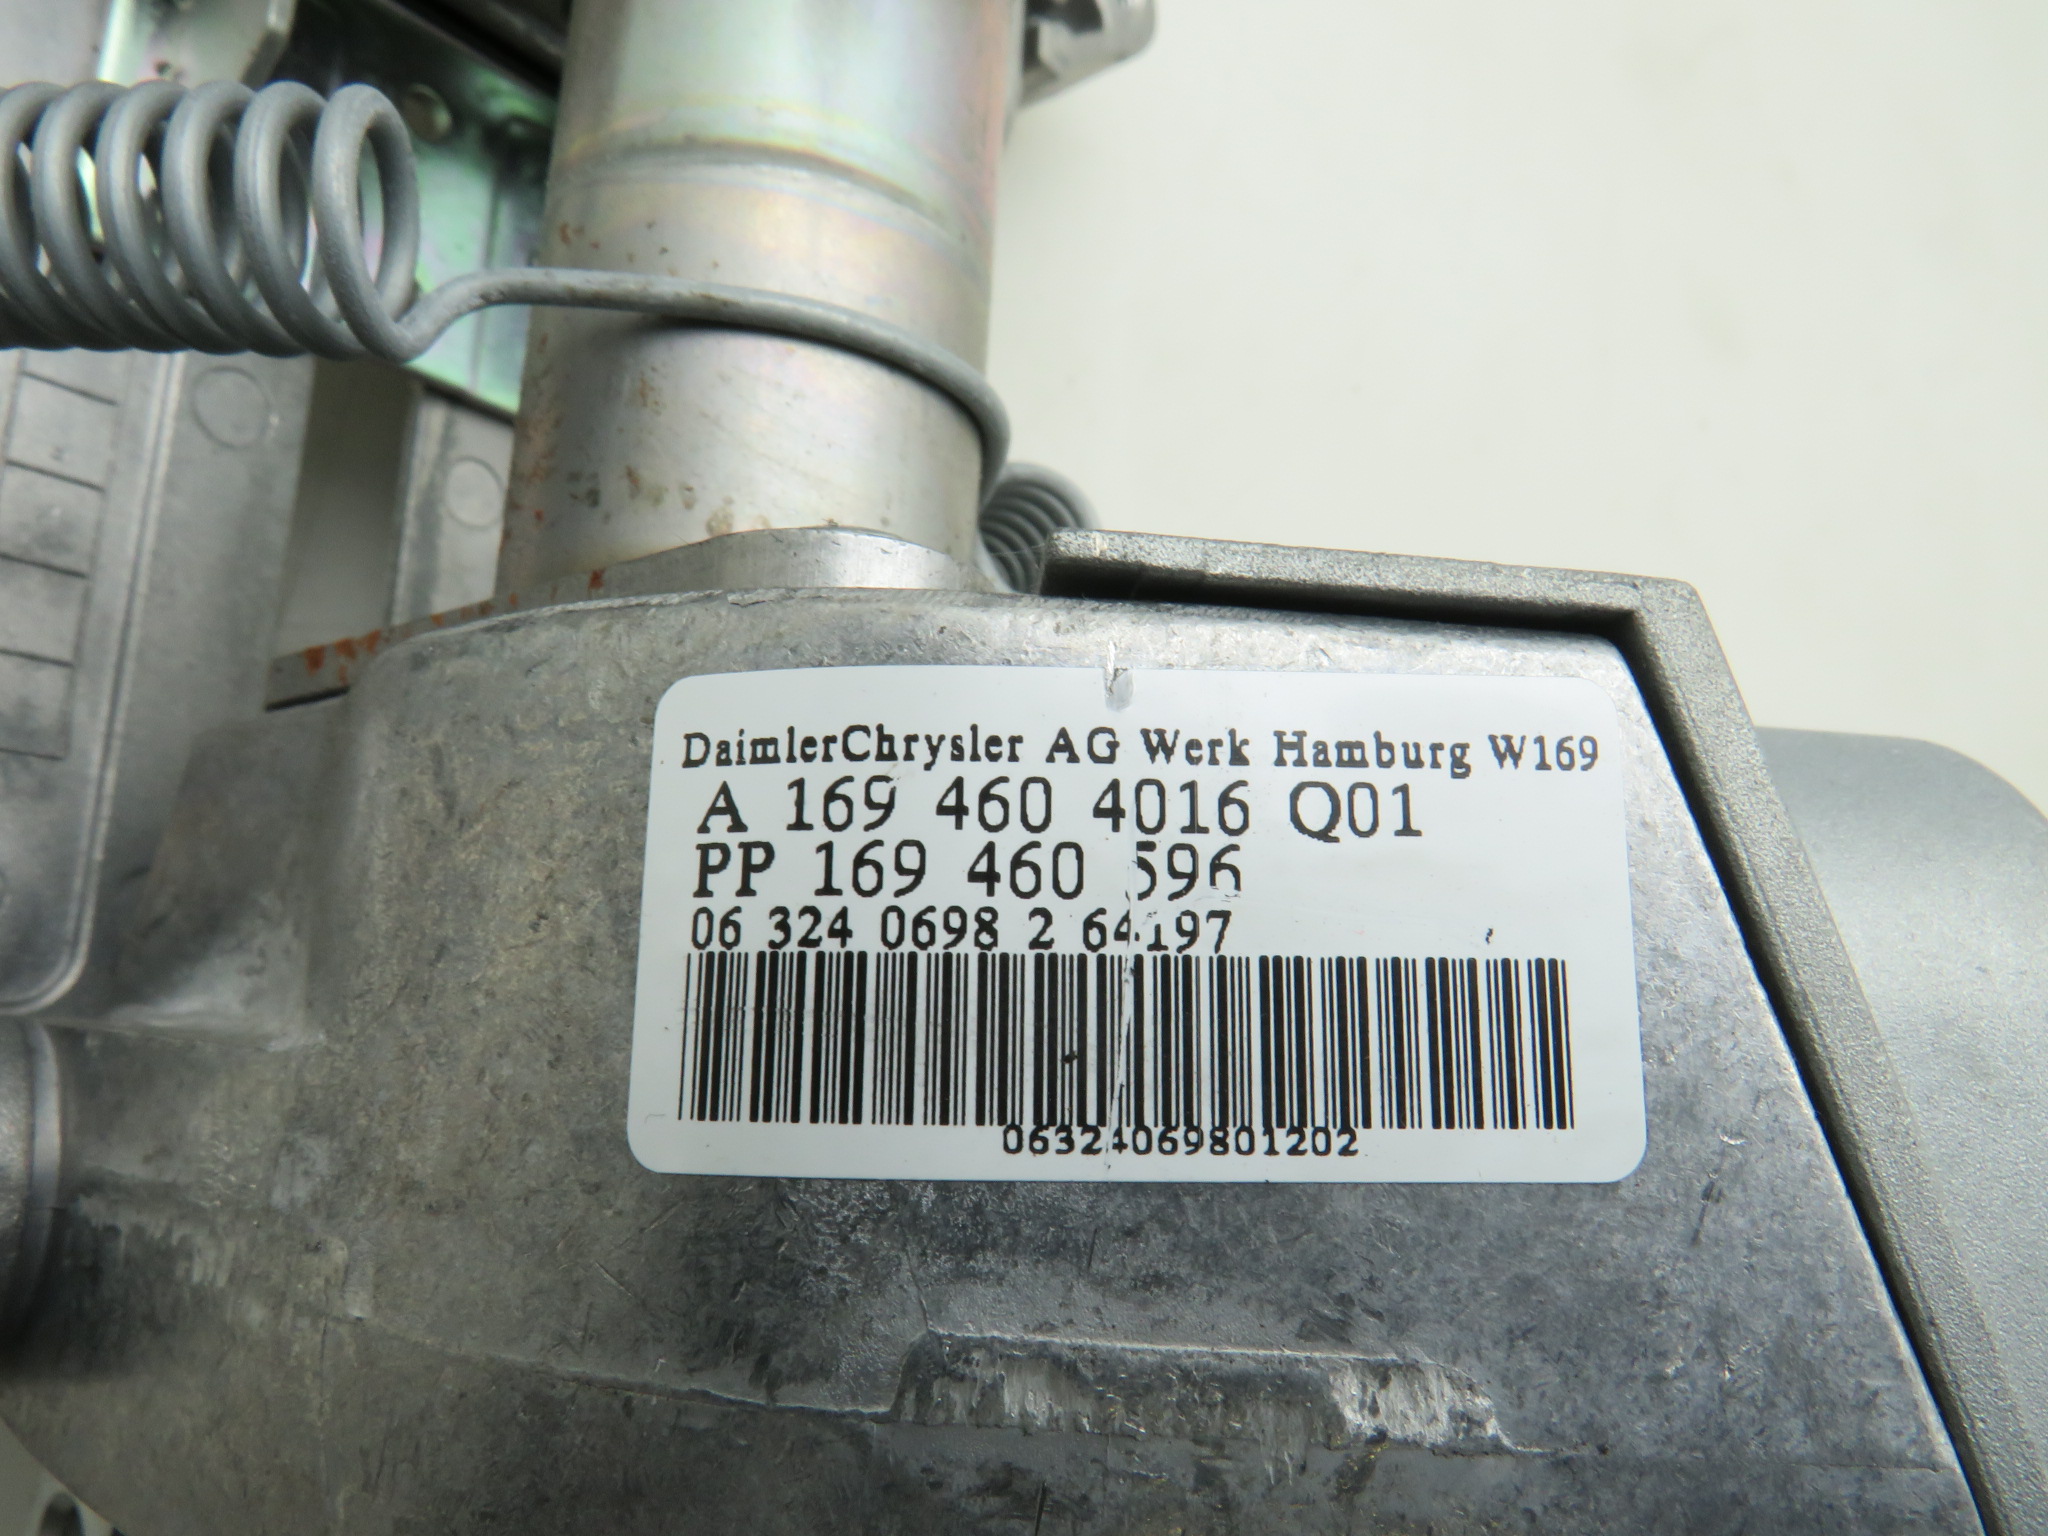 DaimlerChrysler AG Werk Hamburg W169
A 169 460 4016 Q01
PP 169 460 596
06 324 0698 2 64197
06324069801202